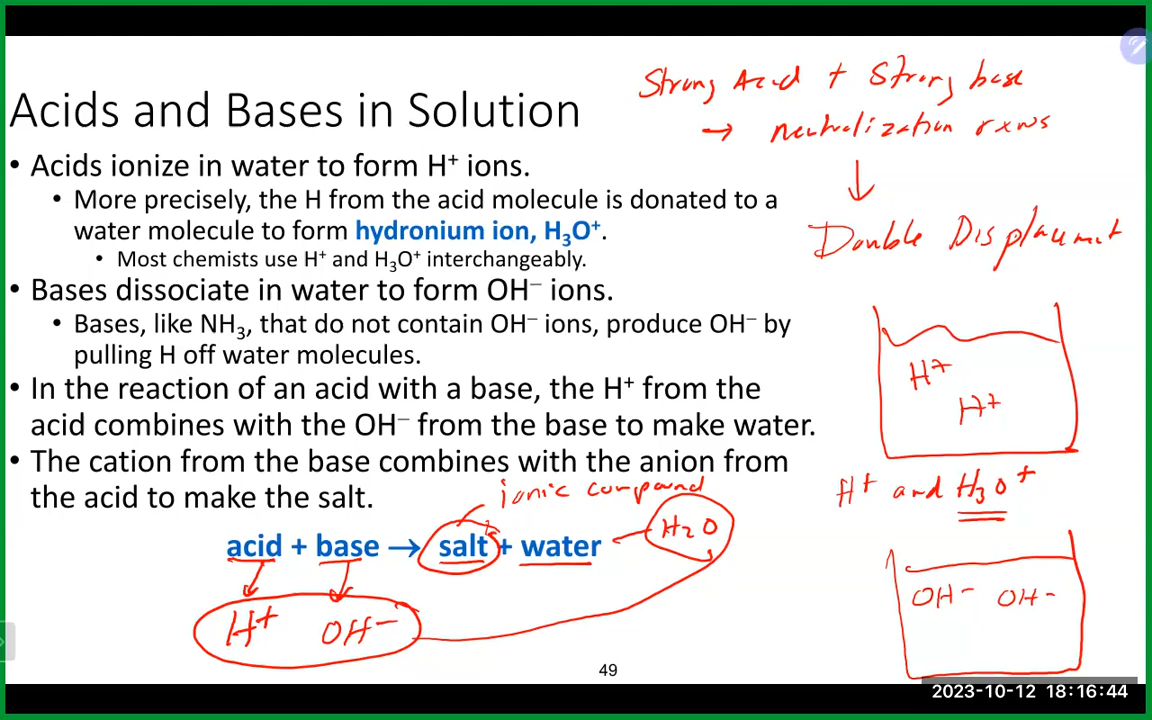 Strong Acid + Strong base
→ neutralization rxns
↓
Double Displacement
Acids and Bases in Solution
• Acids ionize in water to form H⁺ ions.
• More precisely, the H from the acid molecule is donated to a
water molecule to form hydronium ion, H₃O⁺.
• Most chemists use H⁺ and H₃O⁺ interchangeably.
• Bases dissociate in water to form OH⁻ ions.
• Bases, like NH₃, that do not contain OH⁻ ions, produce OH⁻ by
pulling H off water molecules.
• In the reaction of an acid with a base, the H⁺ from the
acid combines with the OH⁻ from the base to make water.
• The cation from the base combines with the anion from
the acid to make the salt.
ionic compound
acid + base → salt + water
H₂O
H⁺ OH⁻
H⁺
H⁺
H⁺ and H₃O⁺
OH⁻ OH⁻
49
2023-10-12 18:16:44